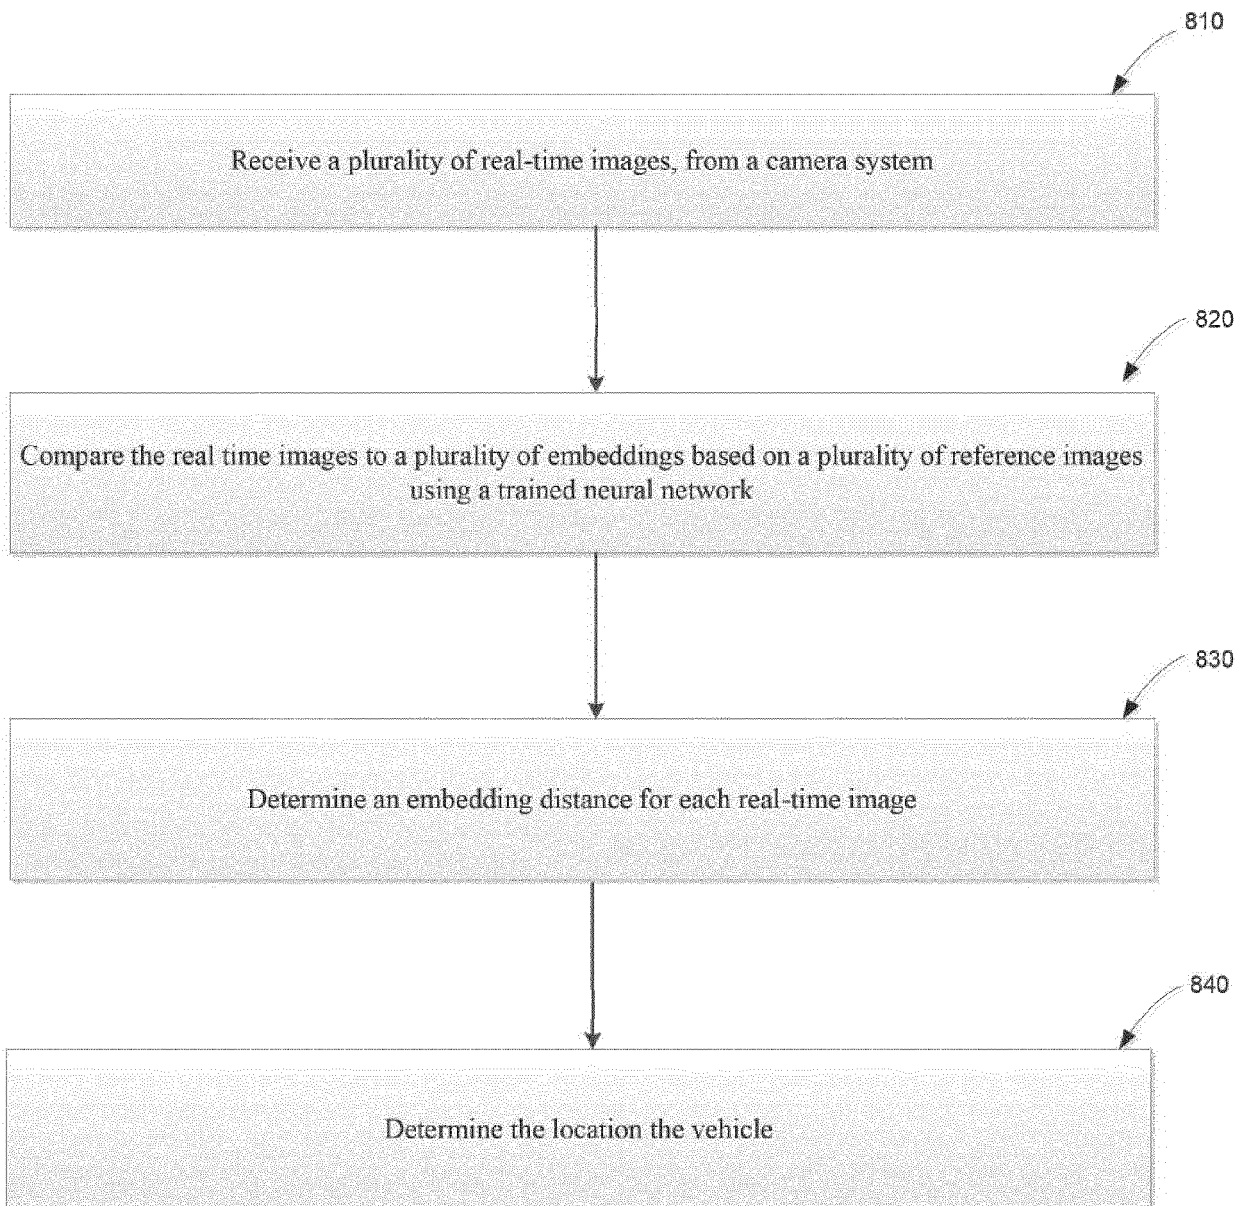 810
Receive a plurality of real-time images, from a camera system
820
Compare the real time images to a plurality of embeddings based on a plurality of reference images
using a trained neural network
830
Determine an embedding distance for each real-time image
840
Determine the location the vehicle